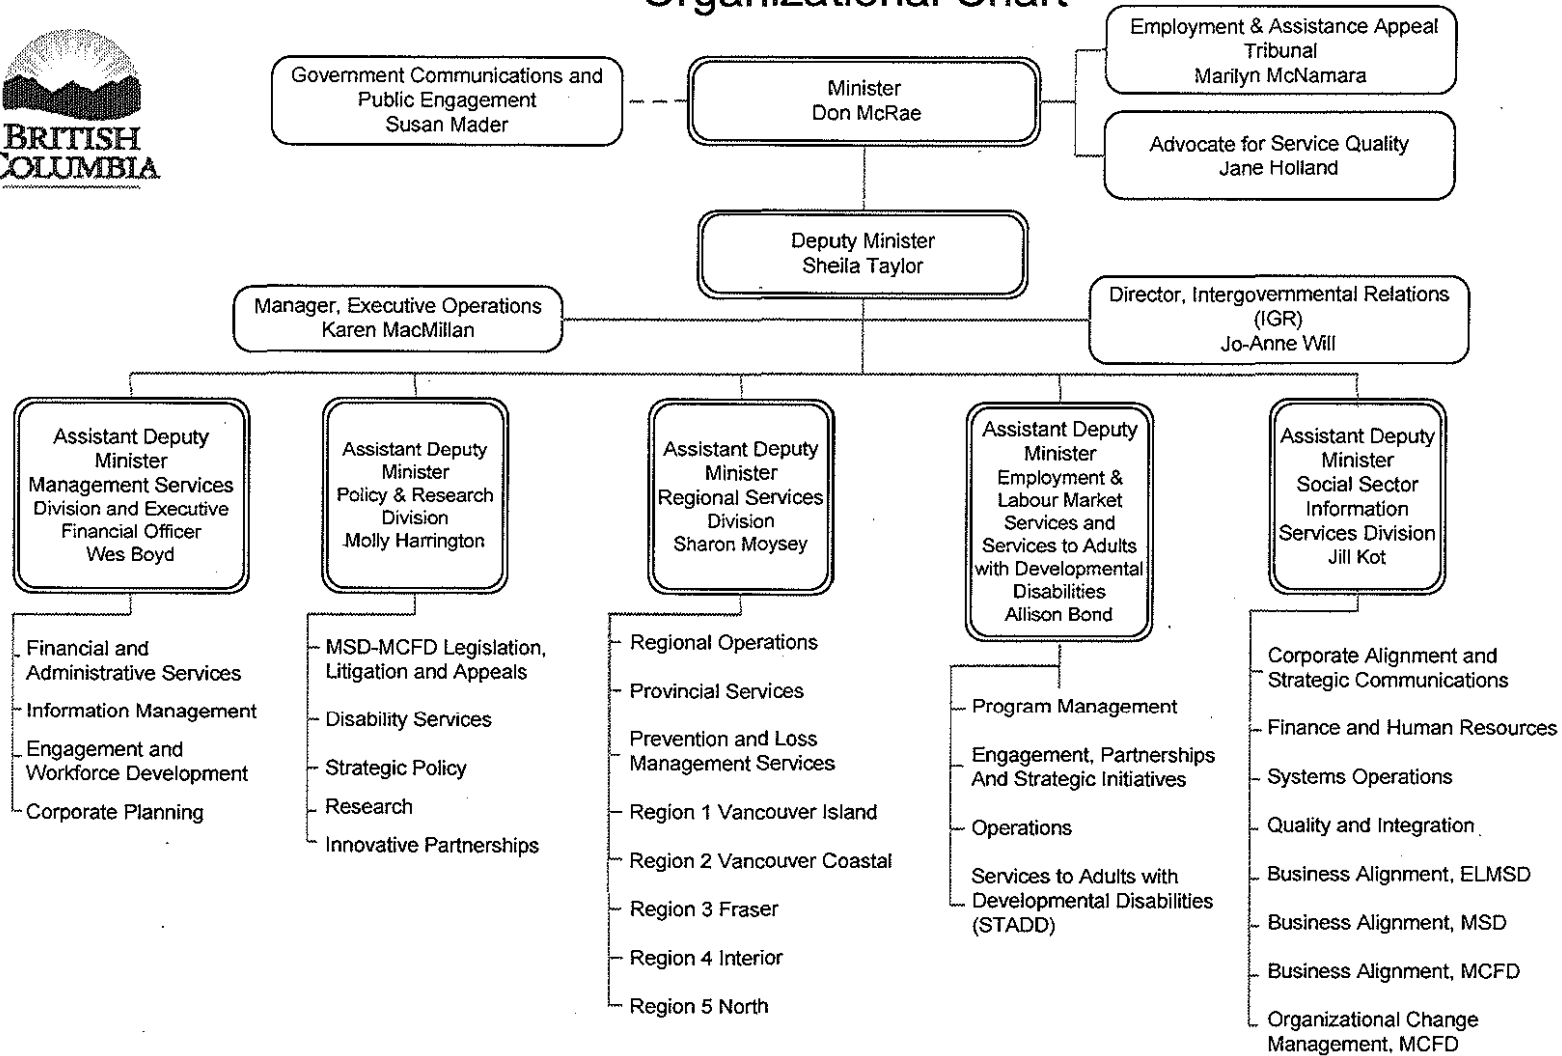 Organizational Chart
BRITISH
COLUMBIA
Government Communications and
Public Engagement
Susan Mader
Minister
Don McRae
Employment & Assistance Appeal
Tribunal
Marilyn McNamara
Advocate for Service Quality
Jane Holland
Deputy Minister
Sheila Taylor
Manager, Executive Operations
Karen MacMillan
Director, Intergovernmental Relations
(IGR)
Jo-Anne Will
Assistant Deputy
Minister
Management Services
Division and Executive
Financial Officer
Wes Boyd
Financial and
Administrative Services
Information Management
Engagement and
Workforce Development
Corporate Planning
Assistant Deputy
Minister
Policy & Research
Division
Molly Harrington
MSD-MCFD Legislation,
Litigation and Appeals
Disability Services
Strategic Policy
Research
Innovative Partnerships
Assistant Deputy
Minister
Regional Services
Division
Sharon Moysey
Regional Operations
Provincial Services
Prevention and Loss
Management Services
Region 1 Vancouver Island
Region 2 Vancouver Coastal
Region 3 Fraser
Region 4 Interior
Region 5 North
Assistant Deputy
Minister
Employment &
Labour Market
Services and
Services to Adults
with Developmental
Disabilities
Allison Bond
Program Management
Engagement, Partnerships
And Strategic Initiatives
Operations
Services to Adults with
Developmental Disabilities
(STADD)
Assistant Deputy
Minister
Social Sector
Information
Services Division
Jill Kot
Corporate Alignment and
Strategic Communications
Finance and Human Resources
Systems Operations
Quality and Integration
Business Alignment, ELMSD
Business Alignment, MSD
Business Alignment, MCFD
Organizational Change
Management, MCFD